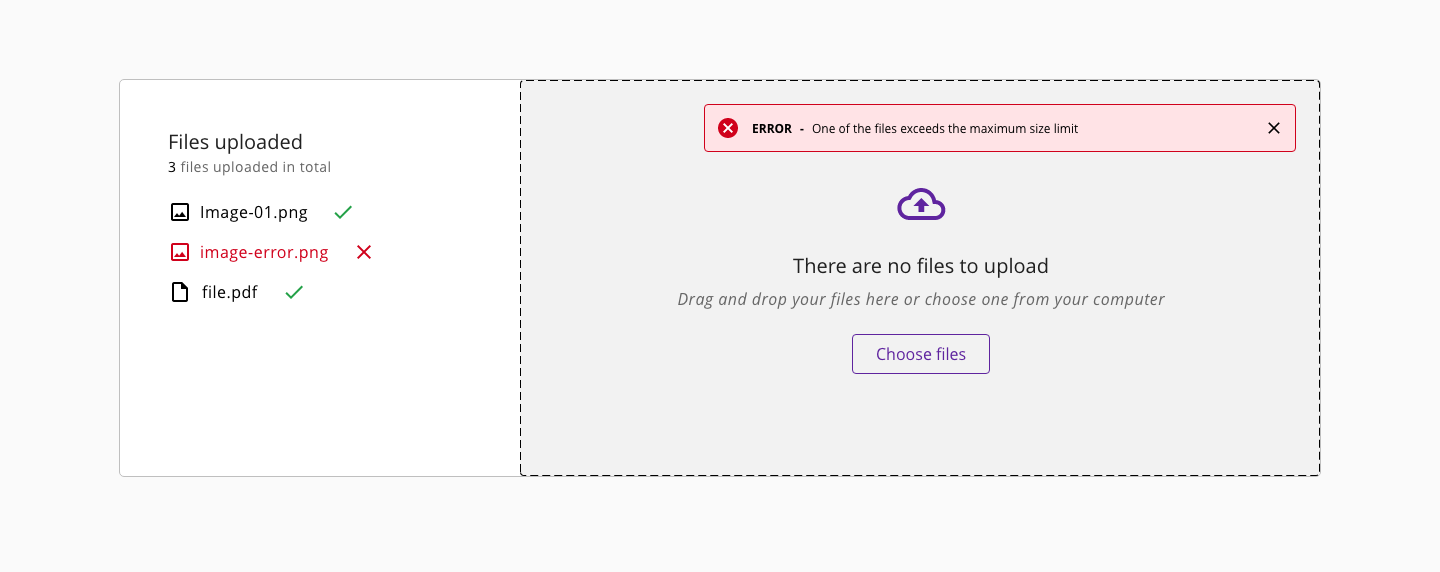 Files uploaded
3 files uploaded in total
Image-01.png
image-error.png
file.pdf
ERROR - One of the files exceeds the maximum size limit
There are no files to upload
Drag and drop your files here or choose one from your computer
Choose files